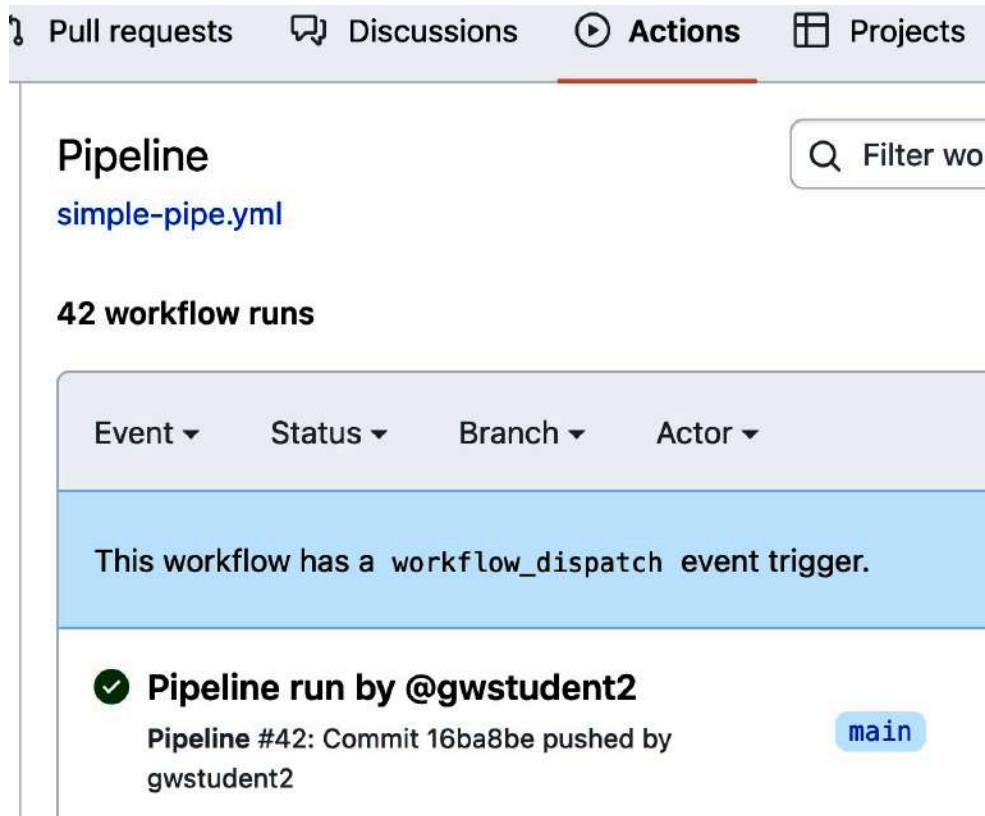 Pull requests Discussions Actions Projects
Pipeline
Filter wo
simple-pipe.yml
42 workflow runs
Event Status Branch Actor
This workflow has a workflow_dispatch event trigger.
Pipeline run by @gwstudent2
Pipeline #42: Commit 16ba8be pushed by
main
gwstudent2